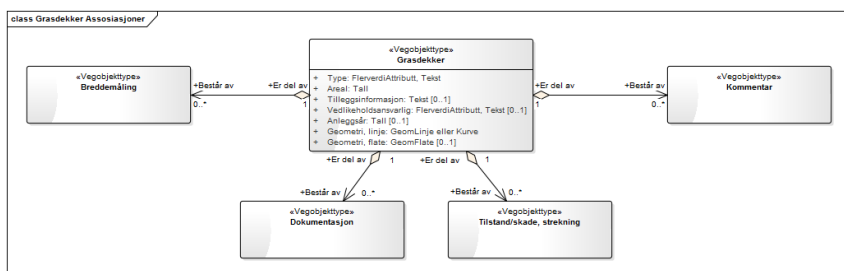 class Grasdekker Assosiasjoner
«Vegobjekttype»
Grasdekker
+ Type: FlerverdiAttributt, Tekst
+ Areal: Tall
+ Tilleggsinformasjon: Tekst [0..1]
+ Vedlikeholdsansvarlig: FlerverdiAttributt, Tekst [0..1]
+ Anleggsår: Tall [0..1]
+ Geometri, linje: GeomLinje eller Kurve
+ Geometri, flate: GeomFlate [0..1]
«Vegobjekttype»
Breddemåling
+Består av
0..*
+Er del av
1
+Er del av
1
+Består av
0..*
«Vegobjekttype»
Kommentar
+Er del av
1
+Består av
0..*
«Vegobjekttype»
Dokumentasjon
+Er del av
1
+Består av
0..*
«Vegobjekttype»
Tilstand/skade, strekning